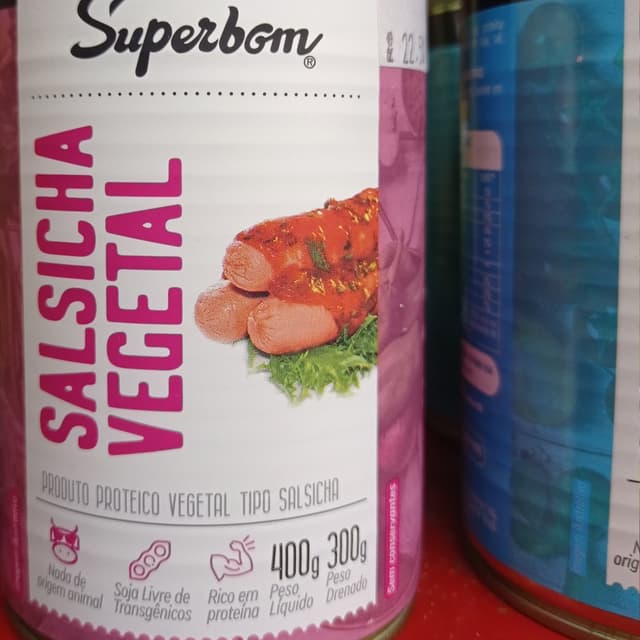 Superbom®
SALSICHA
VEGETAL
PRODUTO PROTEICO VEGETAL TIPO SALSICHA
Nada de
origem animal
Soja Livre de
Transgênicos
Rico em
proteína
400g
Peso
Líquido
300g
Peso
Drenado
Sem conservantes